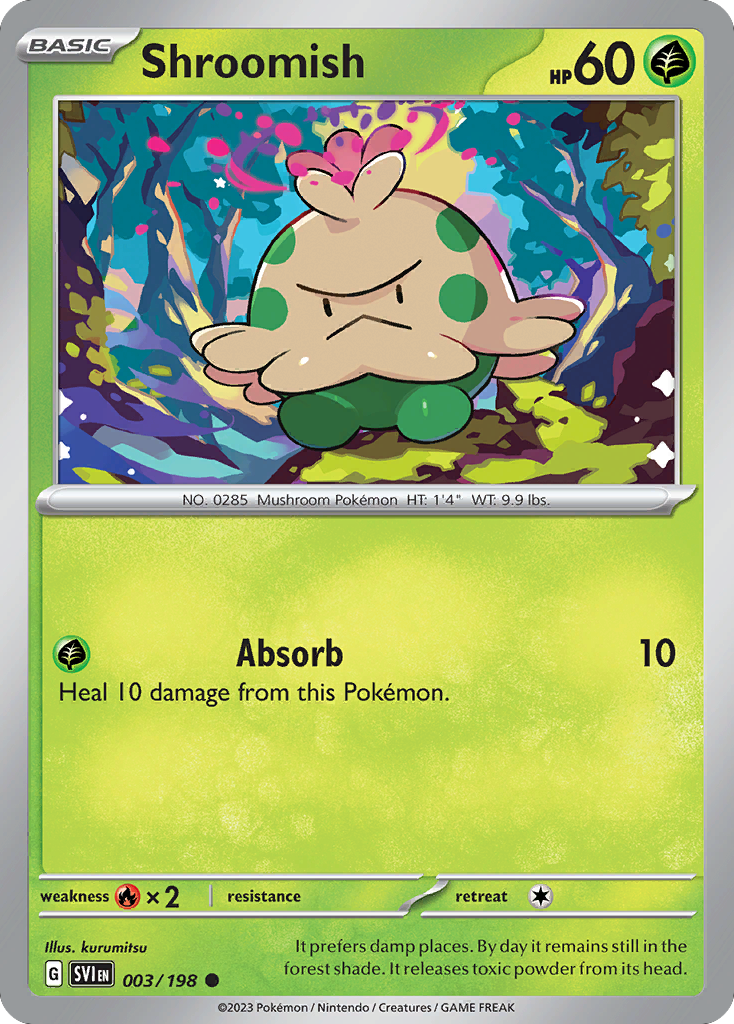 BASIC
Shroomish
HP 60
NO. 0285 Mushroom Pokémon HT: 1'4" WT: 9.9 lbs.
Absorb 10
Heal 10 damage from this Pokémon.
weakness ×2 resistance retreat
Illus. kurumitsu
It prefers damp places. By day it remains still in the
forest shade. It releases toxic powder from its head.
G SVI EN 003/198
©2023 Pokémon / Nintendo / Creatures / GAME FREAK